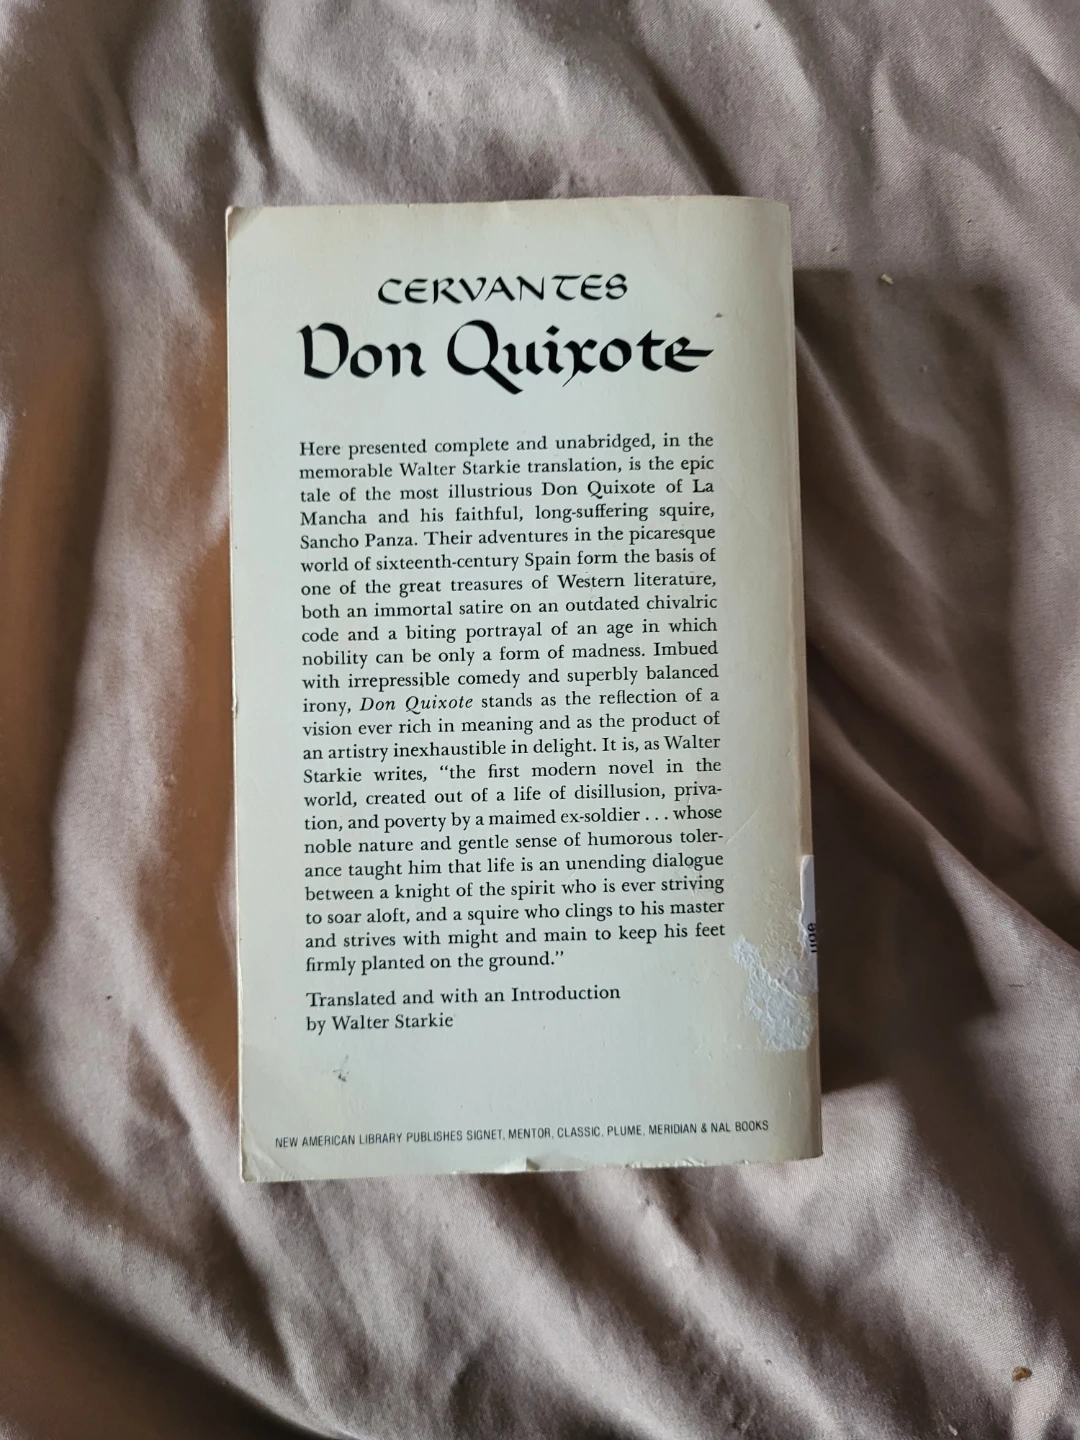 CERVANTES
Don Quixote
Here presented complete and unabridged, in the
memorable Walter Starkie translation, is the epic
tale of the most illustrious Don Quixote of La
Mancha and his faithful, long-suffering squire,
Sancho Panza. Their adventures in the picaresque
world of sixteenth-century Spain form the basis of
one of the great treasures of Western literature,
both an immortal satire on an outdated chivalric
code and a biting portrayal of an age in which
nobility can be only a form of madness. Imbued
with irrepressible comedy and superbly balanced
irony, Don Quixote stands as the reflection of a
vision ever rich in meaning and as the product of
an artistry inexhaustible in delight. It is, as Walter
Starkie writes, “the first modern novel in the
world, created out of a life of disillusion, priva-
tion, and poverty by a maimed ex-soldier . . . whose
noble nature and gentle sense of humorous toler-
ance taught him that life is an unending dialogue
between a knight of the spirit who is ever striving
to soar aloft, and a squire who clings to his master
and strives with might and main to keep his feet
firmly planted on the ground.”
Translated and with an Introduction
by Walter Starkie
NEW AMERICAN LIBRARY PUBLISHES SIGNET, MENTOR, CLASSIC, PLUME, MERIDIAN & NAL BOOKS